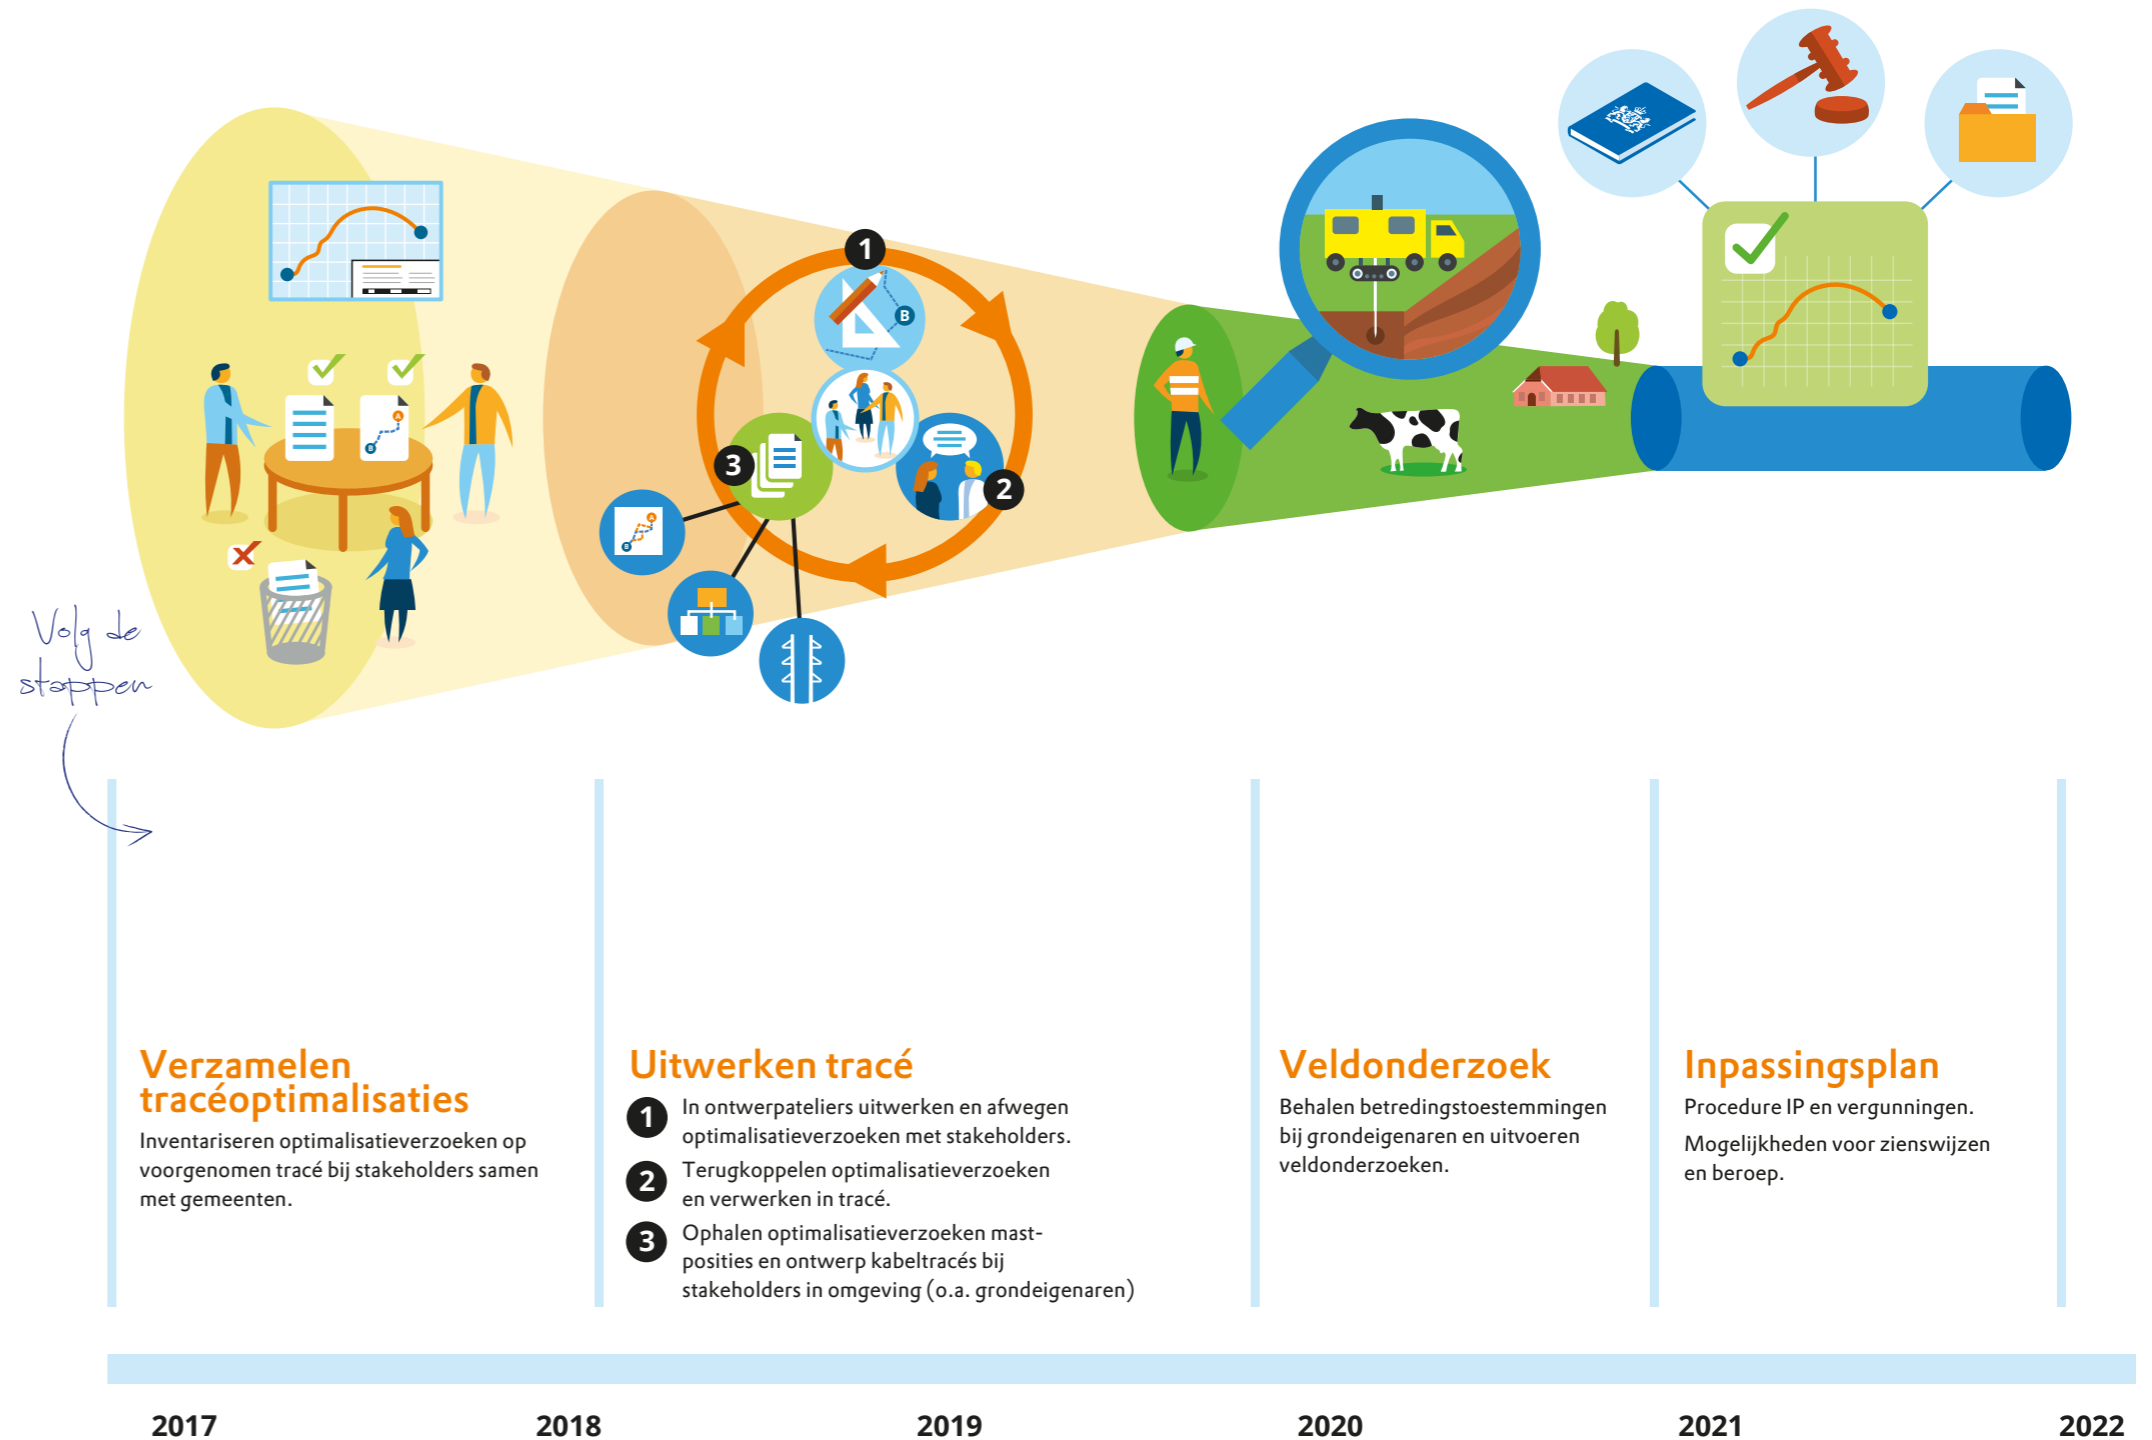 Volg de
stappen
1
B
2
3
A
B
A
B
Verzamelen
tracéoptimalisaties
Inventariseren optimalisatieverzoeken op
voorgenomen tracé bij stakeholders samen
met gemeenten.
Uitwerken tracé
1 In ontwerpateliers uitwerken en afwegen
optimalisatieverzoeken met stakeholders.
2 Terugkoppelen optimalisatieverzoeken
en verwerken in tracé.
3 Ophalen optimalisatieverzoeken mast-
posities en ontwerp kabeltracés bij
stakeholders in omgeving (o.a. grondeigenaren)
Veldonderzoek
Behalen betredingstoestemmingen
bij grondeigenaren en uitvoeren
veldonderzoeken.
Inpassingsplan
Procedure IP en vergunningen.
Mogelijkheden voor zienswijzen
en beroep.
2017 2018 2019 2020 2021 2022